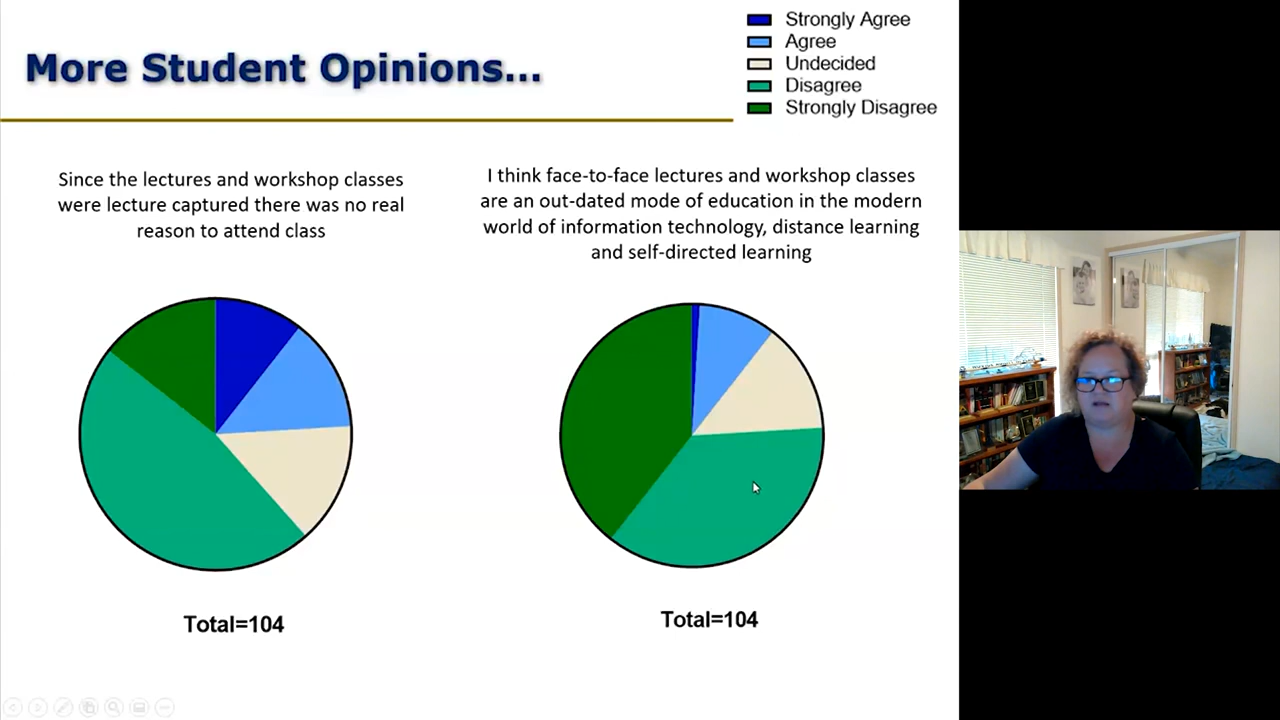 More Student Opinions...
Strongly Agree
Agree
Undecided
Disagree
Strongly Disagree
Since the lectures and workshop classes
were lecture captured there was no real
reason to attend class
I think face-to-face lectures and workshop classes
are an out-dated mode of education in the modern
world of information technology, distance learning
and self-directed learning
Total=104
Total=104